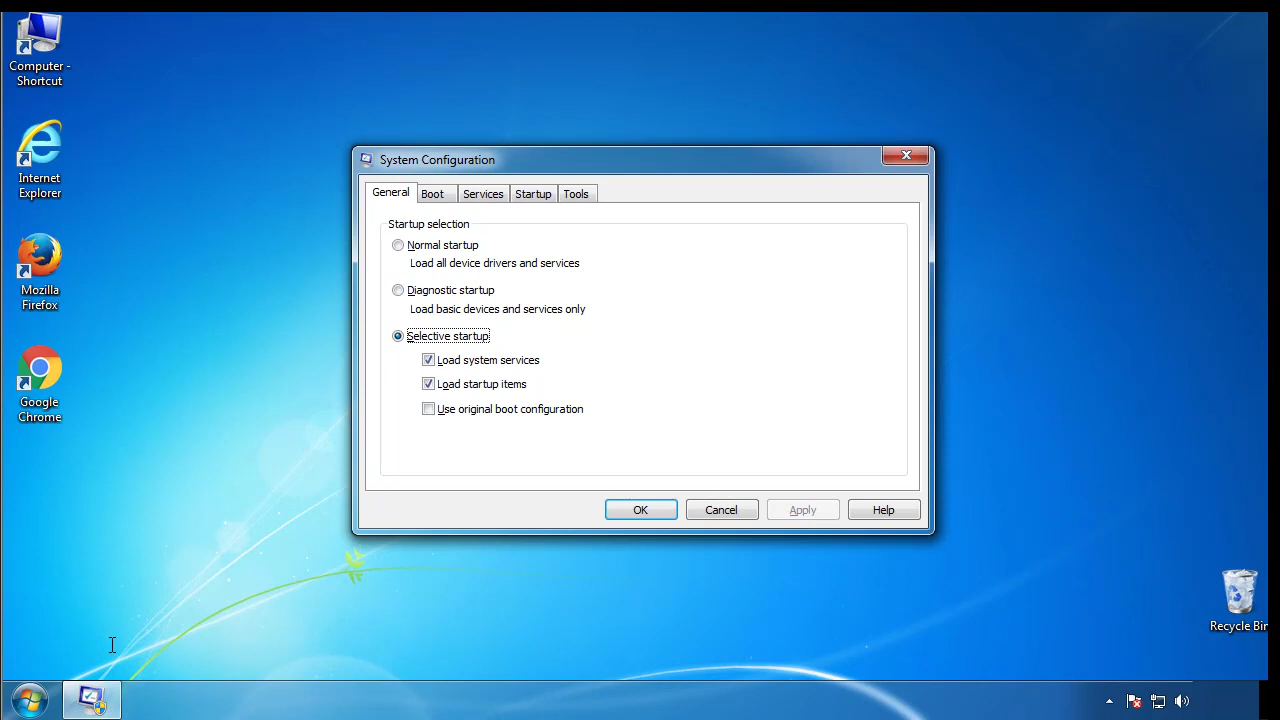 Computer -
Shortcut
Internet
Explorer
Mozilla
Firefox
Google
Chrome
System Configuration
General
Boot
Services
Startup
Tools
Startup selection
Normal startup
Load all device drivers and services
Diagnostic startup
Load basic devices and services only
Selective startup
Load system services
Load startup items
Use original boot configuration
OK
Cancel
Apply
Help
Recycle Bin